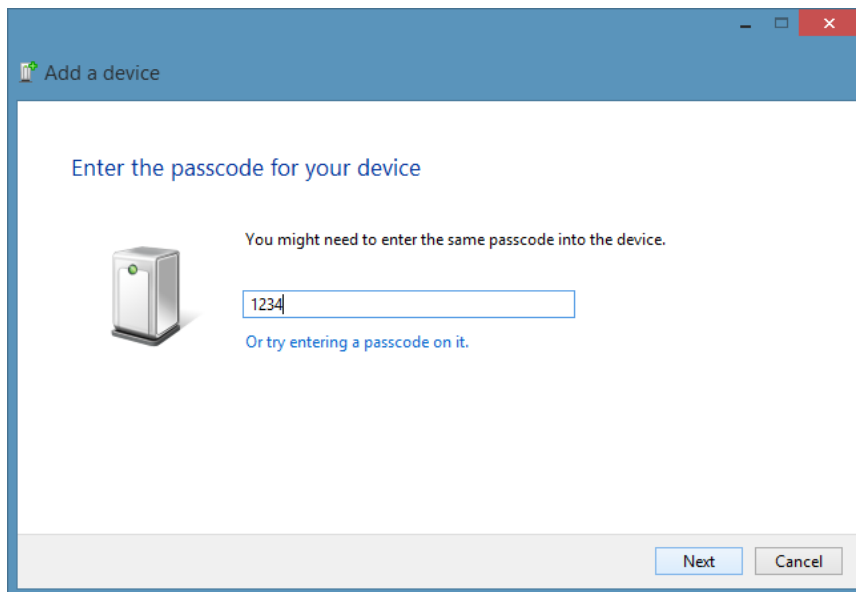 Add a device
Enter the passcode for your device
You might need to enter the same passcode into the device.
1234
Or try entering a passcode on it.
Next Cancel